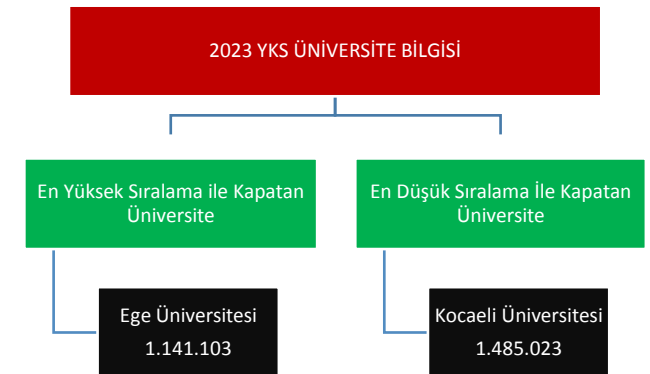 2023 YKS ÜNİVERSİTE BİLGİSİ
En Yüksek Sıralama ile Kapatan
Üniversite
En Düşük Sıralama İle Kapatan
Üniversite
Ege Üniversitesi
1.141.103
Kocaeli Üniversitesi
1.485.023